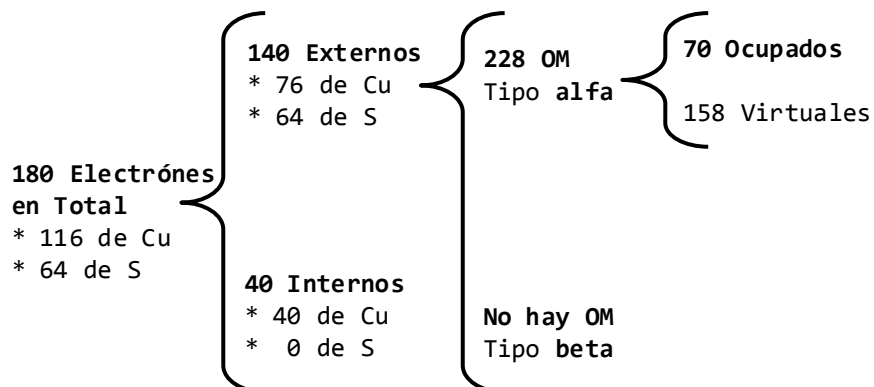 180 Electrónes
en Total
* 116 de Cu
* 64 de S
140 Externos
* 76 de Cu
* 64 de S
40 Internos
* 40 de Cu
* 0 de S
228 OM
Tipo alfa
No hay OM
Tipo beta
70 Ocupados
158 Virtuales